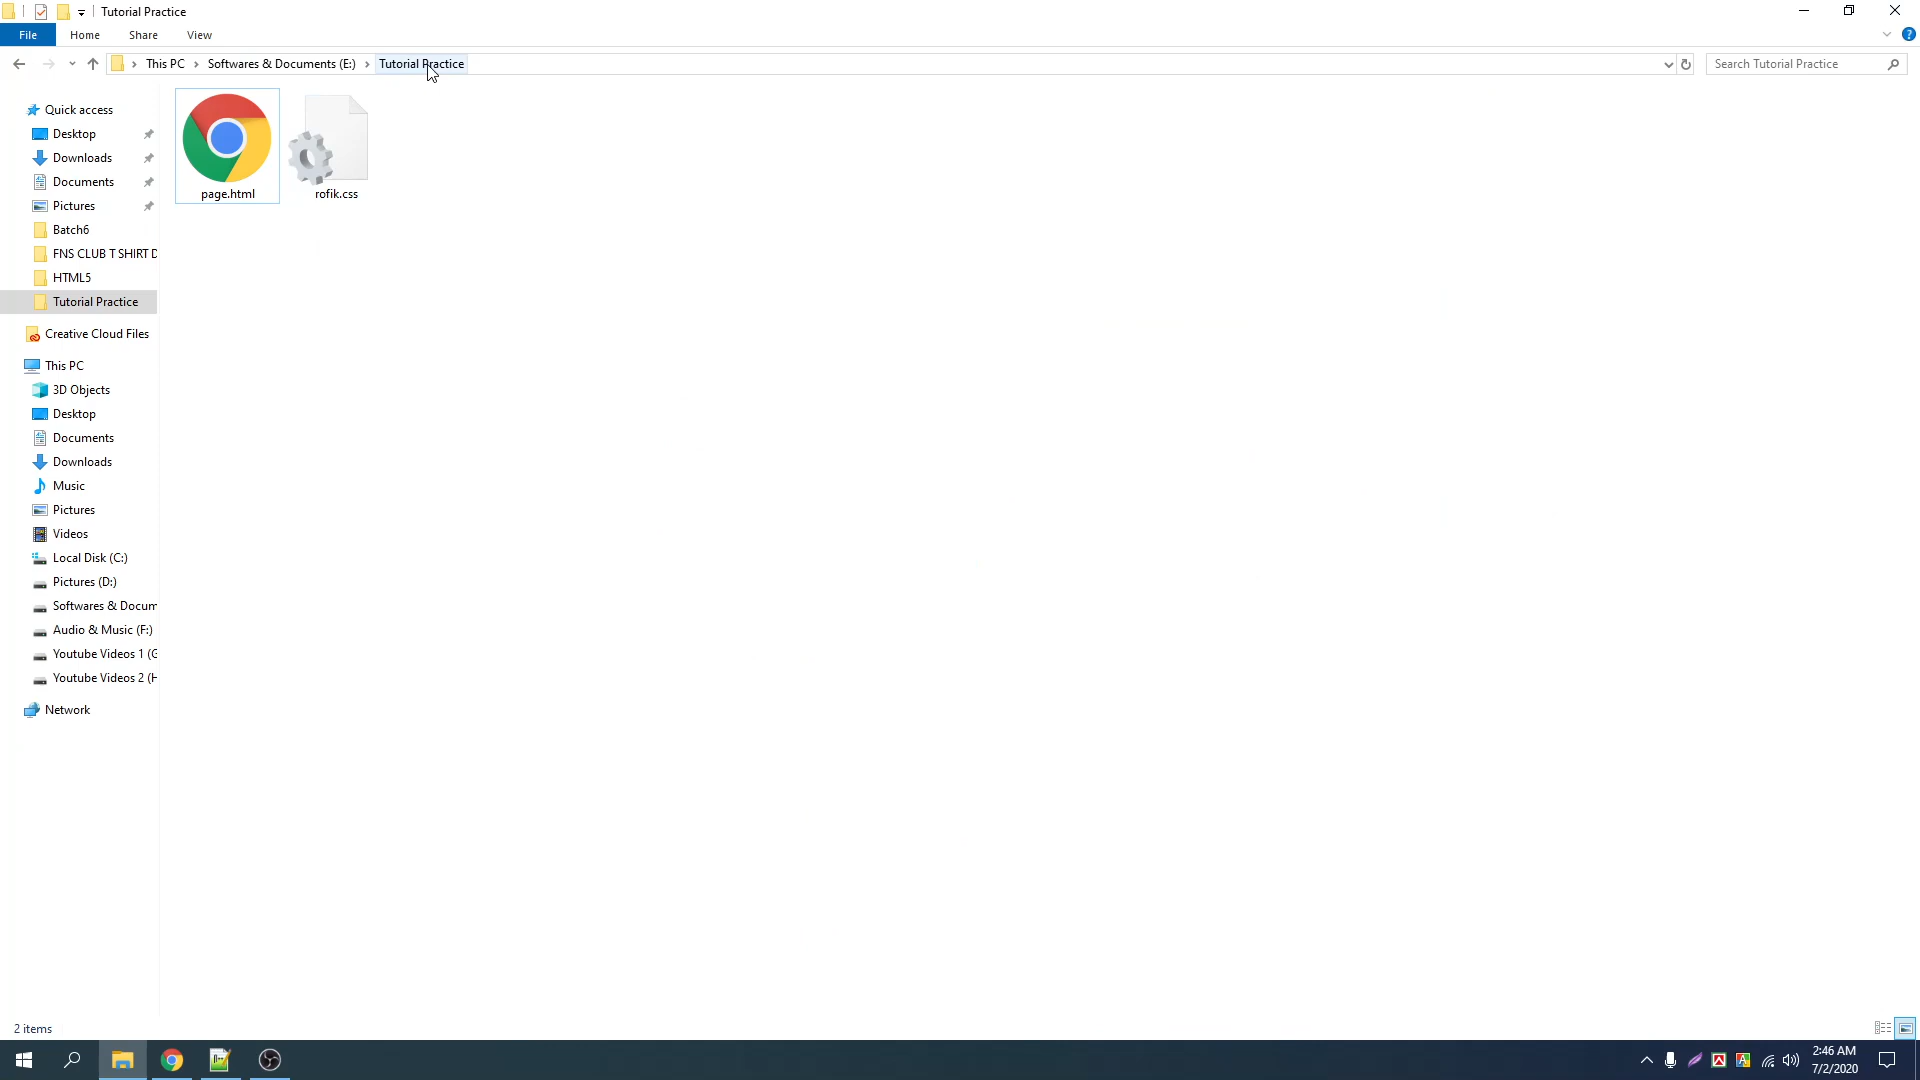 Tutorial Practice
File Home Share View
This PC Softwares & Documents (E:) Tutorial Practice
Search Tutorial Practice
Quick access
Desktop
Downloads
Documents
Pictures
Batch6
FNS CLUB T SHIRT D
HTML5
Tutorial Practice
Creative Cloud Files
This PC
3D Objects
Desktop
Documents
Downloads
Music
Pictures
Videos
Local Disk (C:)
Pictures (D:)
Softwares & Docum
Audio & Music (F:)
Youtube Videos 1 (G
Youtube Videos 2 (H
Network
page.html
rofik.css
2 items
2:46 AM
7/2/2020